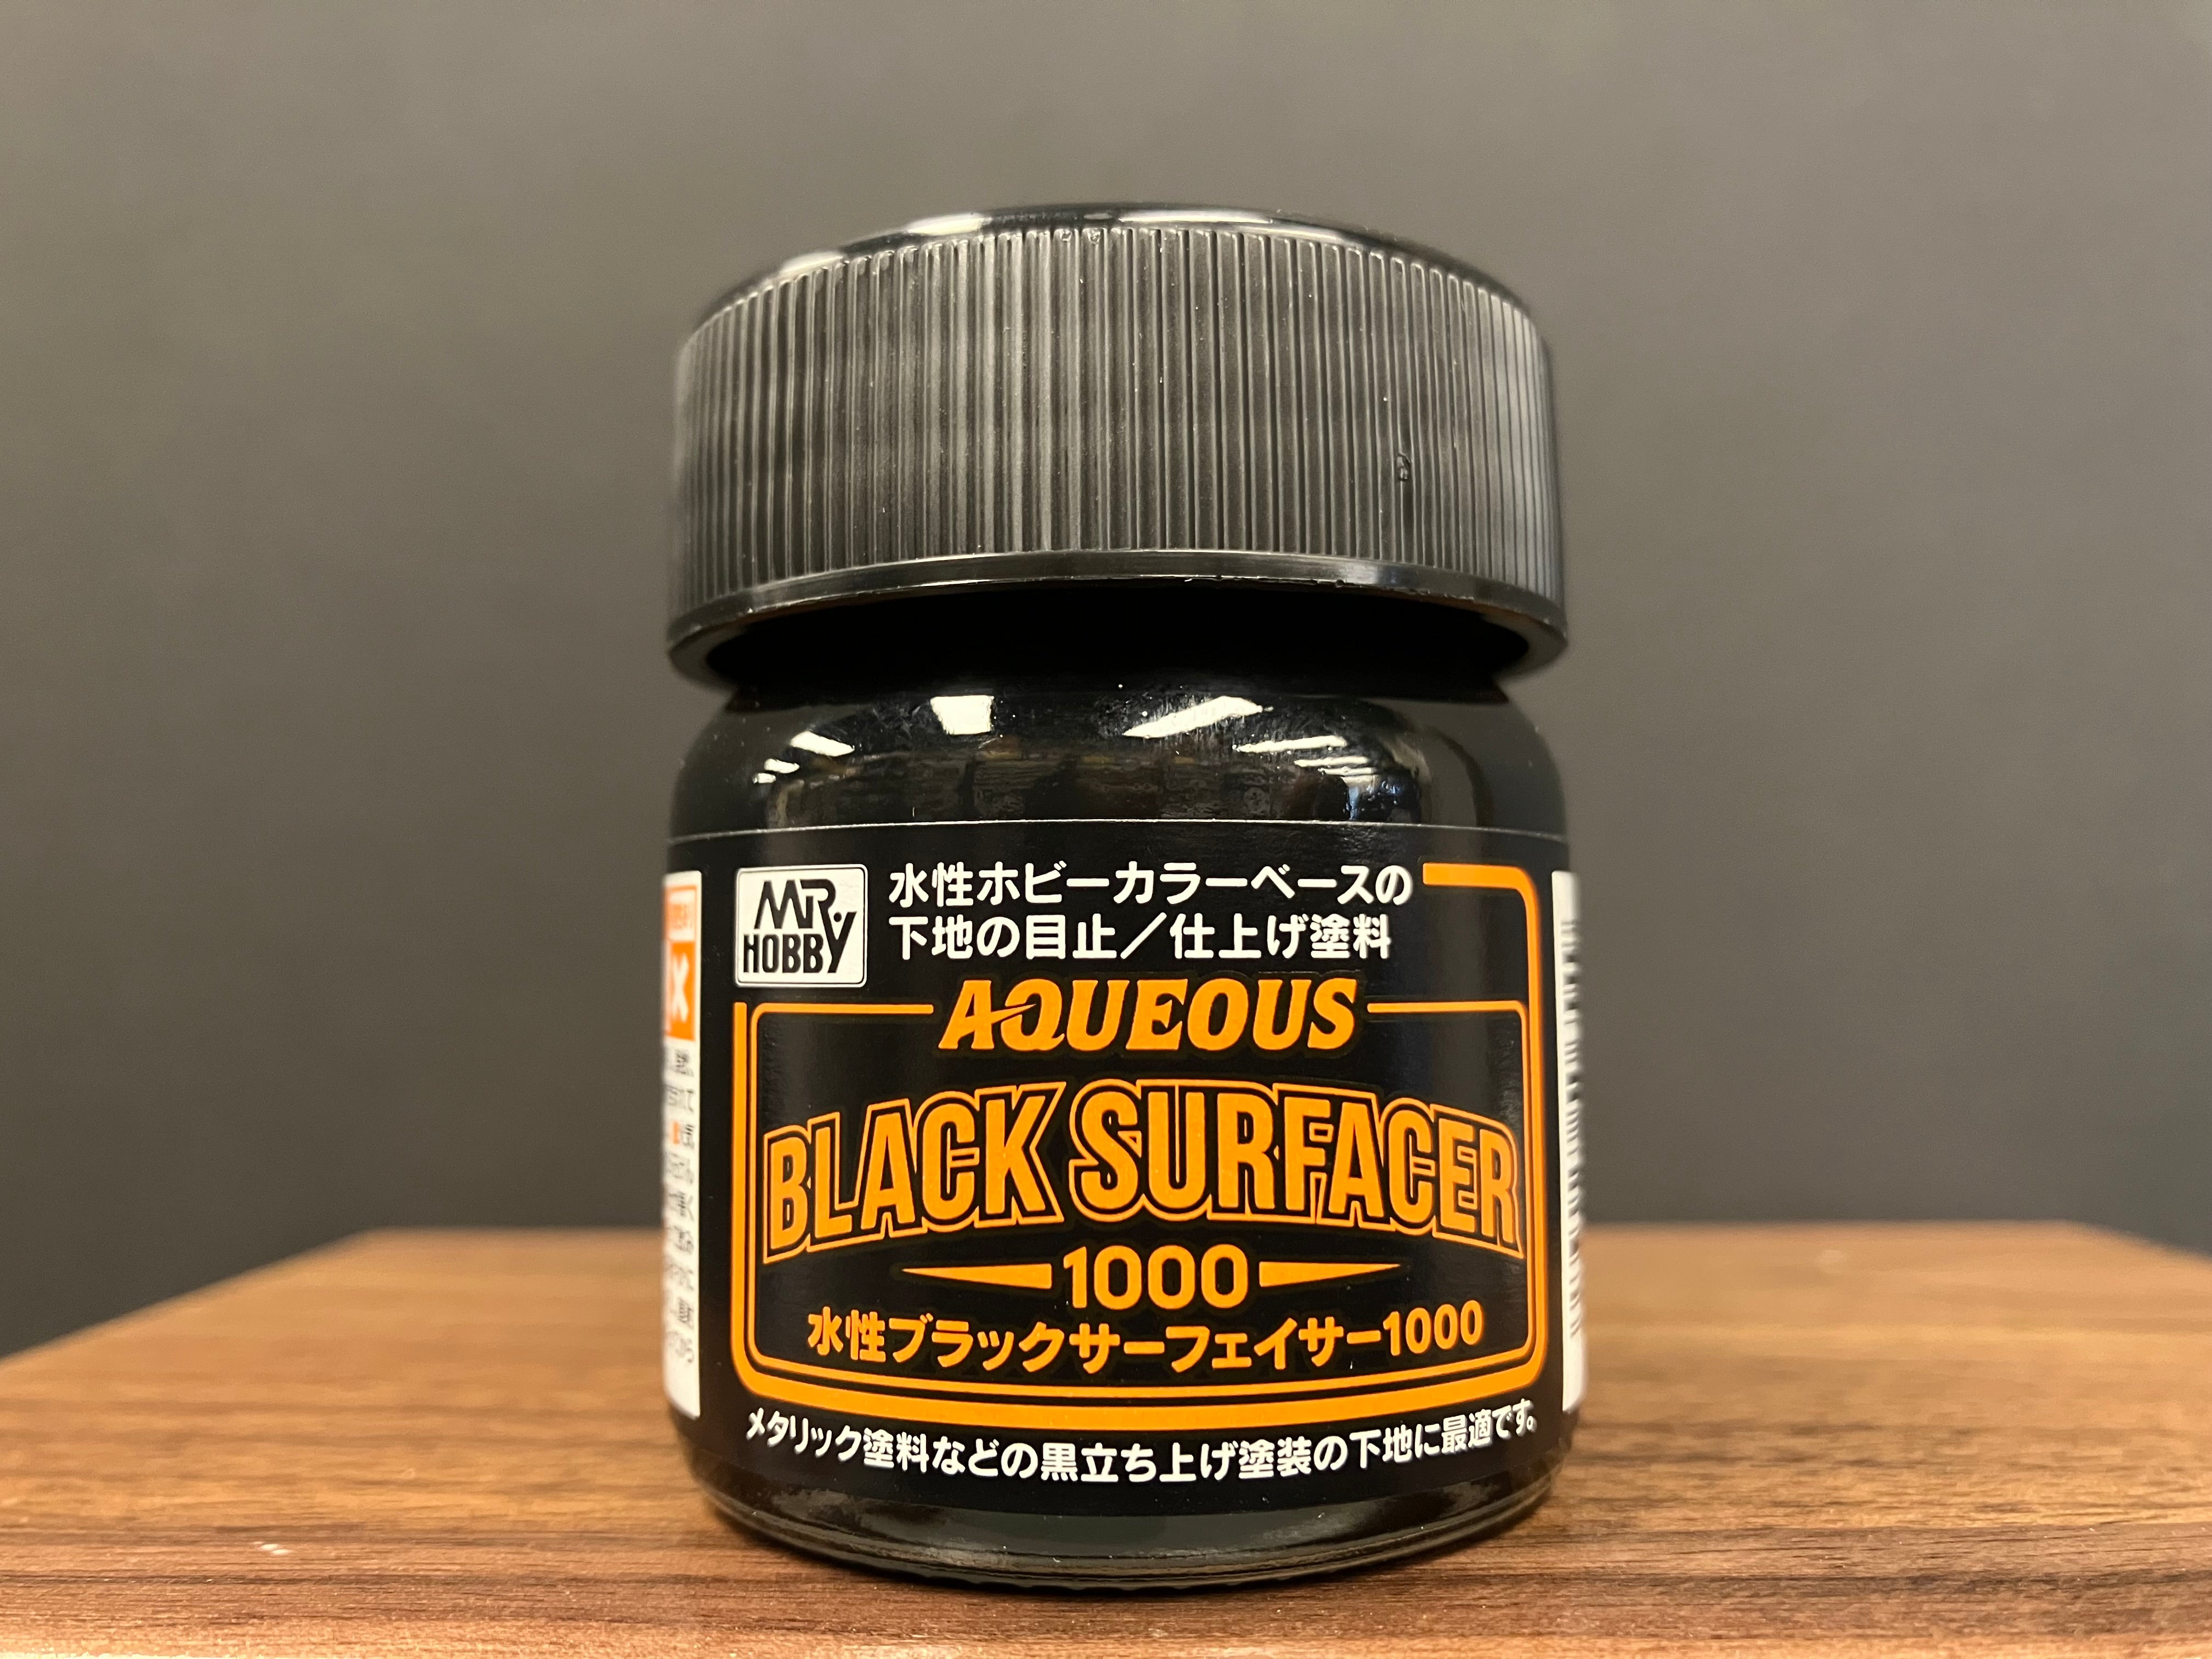 MR. HOBBY
水性ホビーカラーベースの
下地の目止／仕上げ塗料
AQUEOUS
BLACK SURFACER
1000
水性ブラックサーフェイサー1000
メタリック塗料などの黒立ち上げ塗装の下地に最適です。